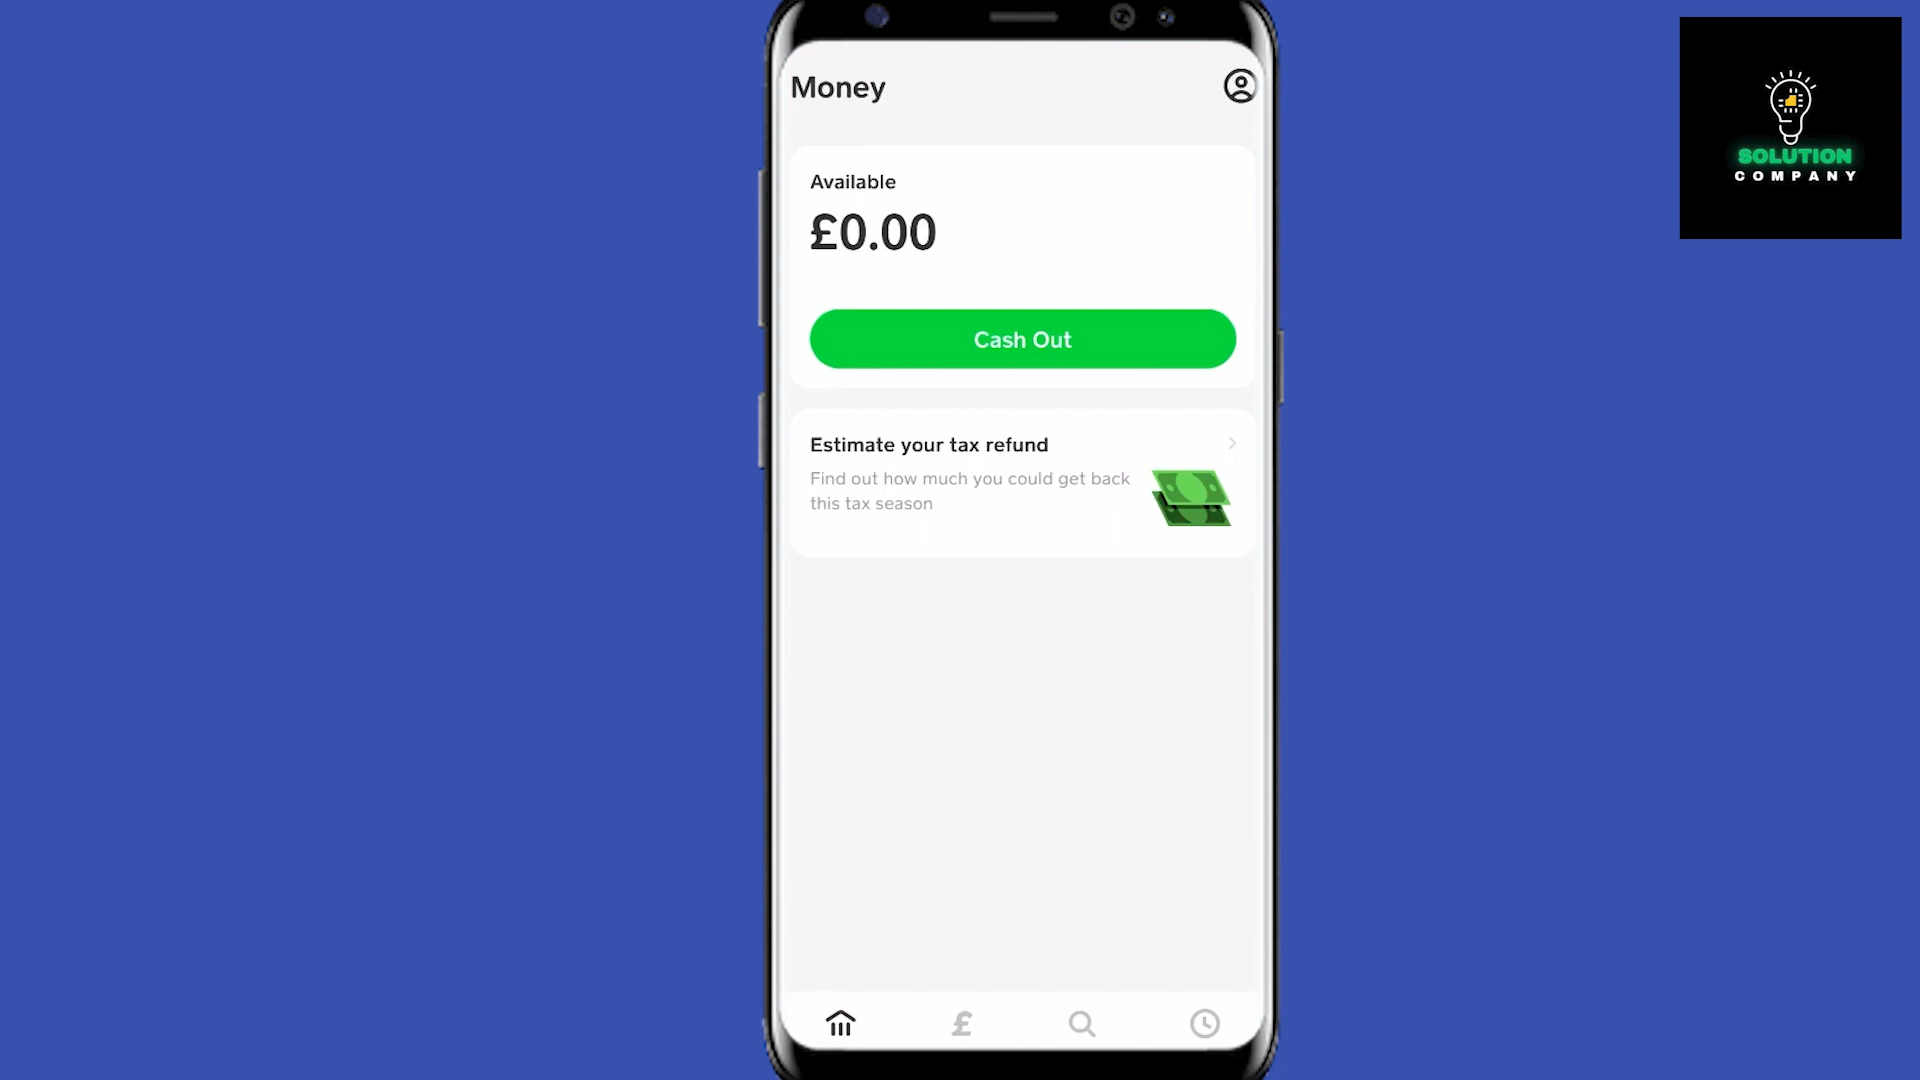 Money
Available
£0.00
Cash Out
Estimate your tax refund
Find out how much you could get back
this tax season
£
SOLUTION
COMPANY